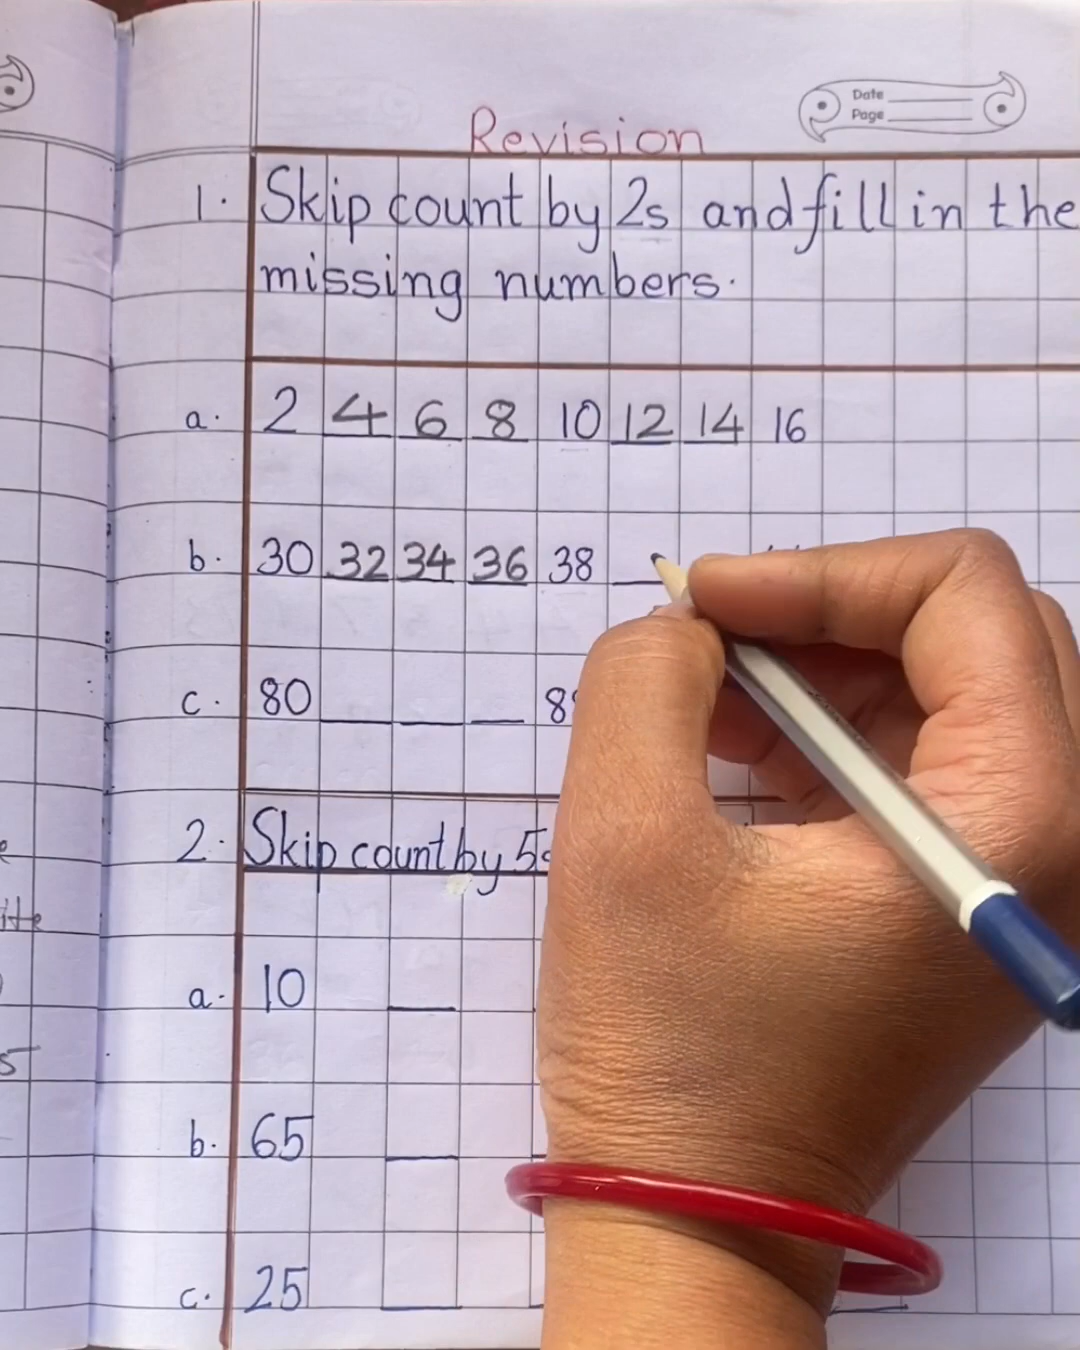 Date
Page
Revision
1. Skip count by 2s and fill in the
missing numbers.
a. 2 4 6 8 10 12 14 16
b. 30 32 34 36 38
c. 80
2. Skip count by
a. 10
b. 65
c. 25
5